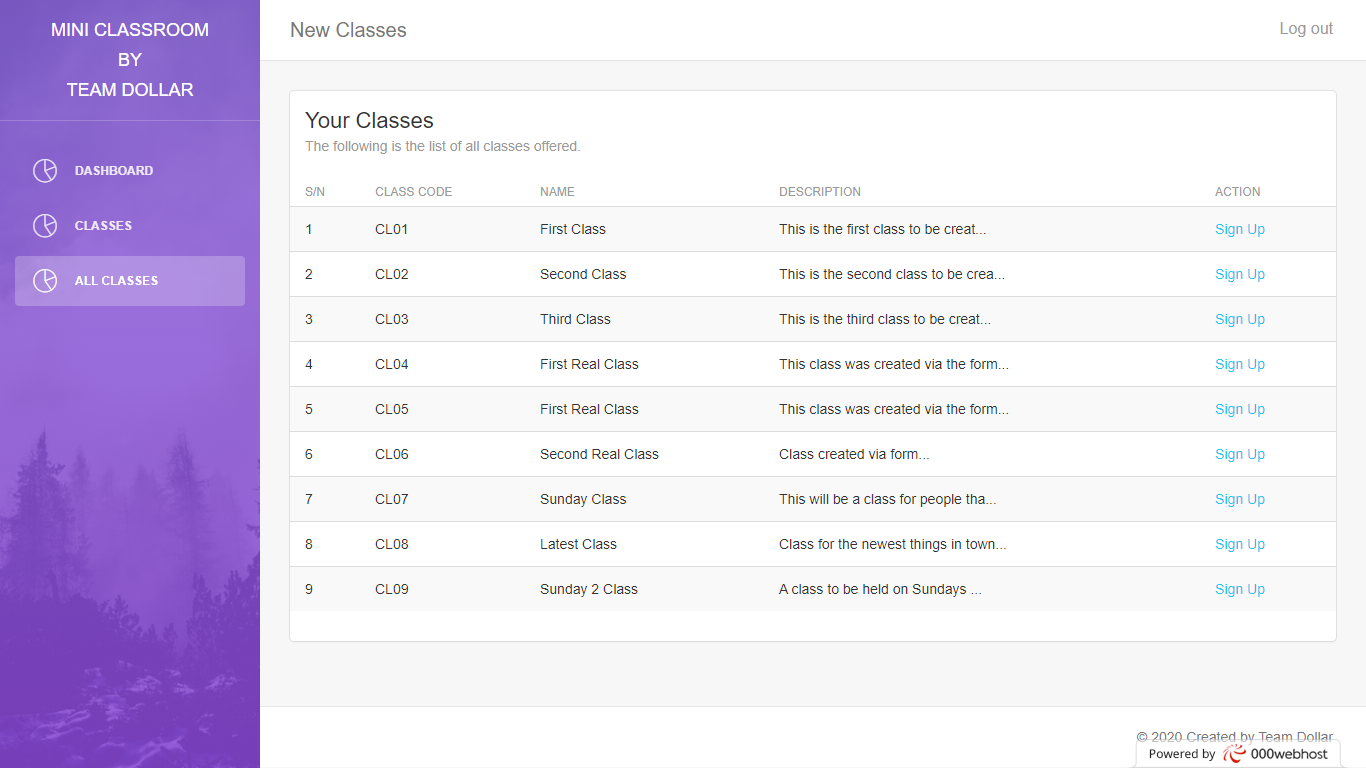 MINI CLASSROOM
BY
TEAM DOLLAR
DASHBOARD
CLASSES
ALL CLASSES
New Classes
Log out
Your Classes
The following is the list of all classes offered.
S/N CLASS CODE NAME DESCRIPTION ACTION
1 CL01 First Class This is the first class to be creat... Sign Up
2 CL02 Second Class This is the second class to be crea... Sign Up
3 CL03 Third Class This is the third class to be creat... Sign Up
4 CL04 First Real Class This class was created via the form... Sign Up
5 CL05 First Real Class This class was created via the form... Sign Up
6 CL06 Second Real Class Class created via form... Sign Up
7 CL07 Sunday Class This will be a class for people tha... Sign Up
8 CL08 Latest Class Class for the newest things in town... Sign Up
9 CL09 Sunday 2 Class A class to be held on Sundays ... Sign Up
© 2020 Created by Team Dollar
Powered by 000webhost